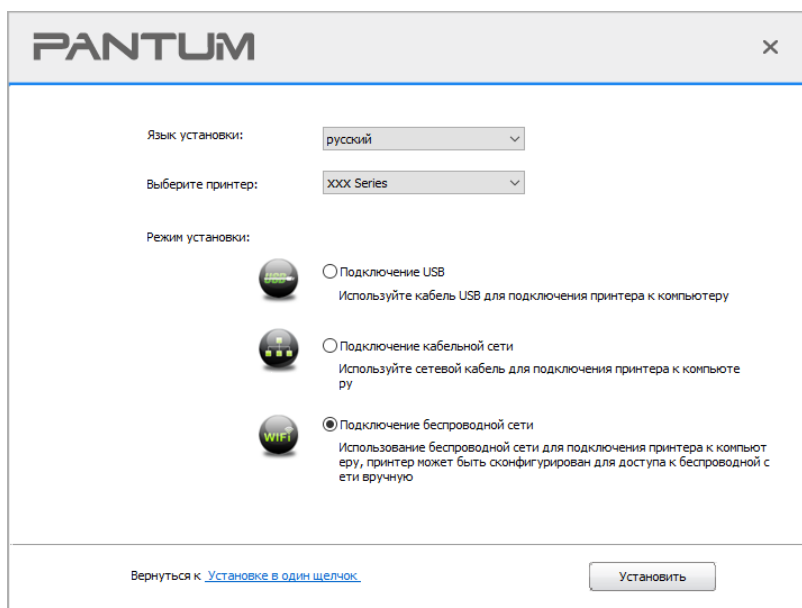 PANTUM
Язык установки:
русский
Выберите принтер:
XXX Series
Режим установки:
USB
Подключение USB
Используйте кабель USB для подключения принтера к компьютеру
Подключение кабельной сети
Используйте сетевой кабель для подключения принтера к компьюте
ру
WiFi
Подключение беспроводной сети
Использование беспроводной сети для подключения принтера к компьют
еру, принтер может быть сконфигурирован для доступа к беспроводной с
ети вручную
Вернуться к Установке в один щелчок
Установить